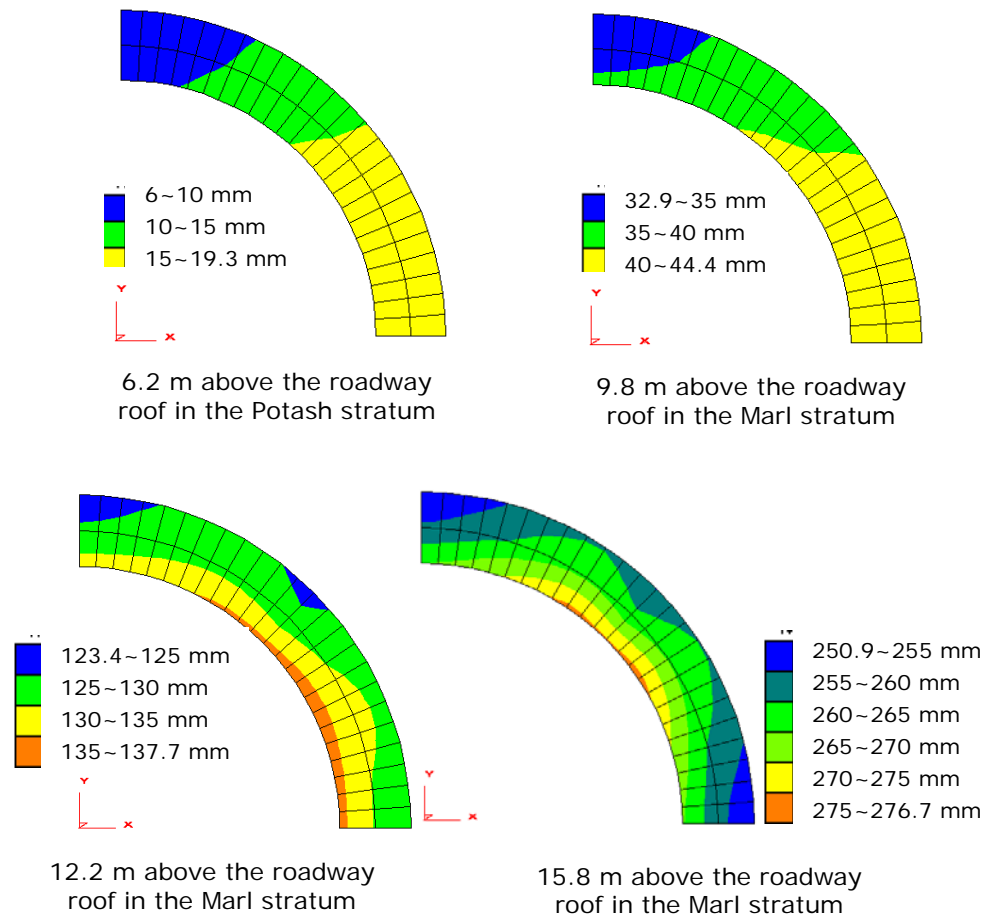 6~10 mm
10~15 mm
15~19.3 mm
Y
X
Z
6.2 m above the roadway
roof in the Potash stratum
32.9~35 mm
35~40 mm
40~44.4 mm
Y
X
Z
9.8 m above the roadway
roof in the Marl stratum
123.4~125 mm
125~130 mm
130~135 mm
135~137.7 mm
Y
X
Z
12.2 m above the roadway
roof in the Marl stratum
250.9~255 mm
255~260 mm
260~265 mm
265~270 mm
270~275 mm
275~276.7 mm
Y
X
Z
15.8 m above the roadway
roof in the Marl stratum